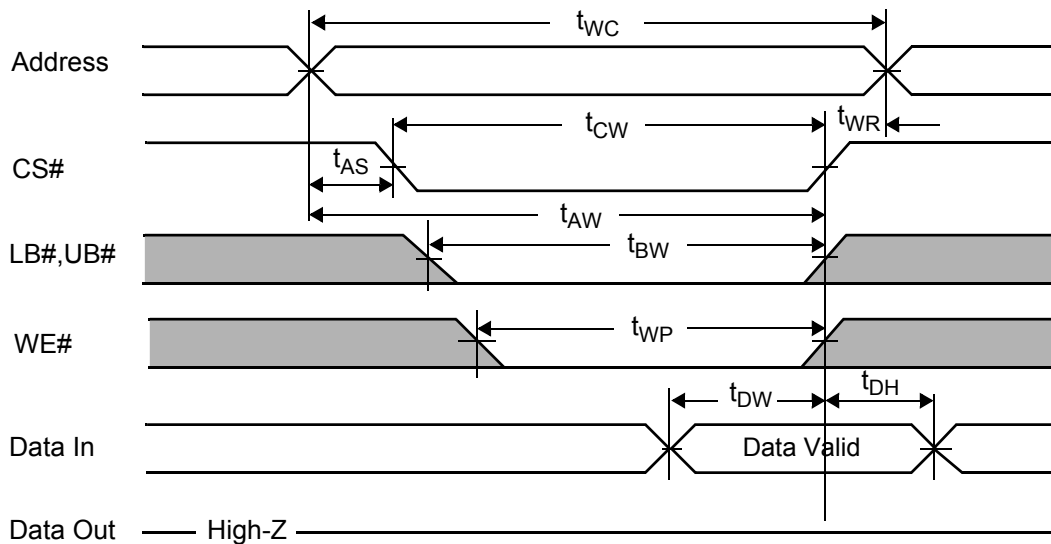 tWC
Address
tCW
tWR
CS#
tAS
tAW
LB#,UB#
tBW
WE#
tWP
tDW
tDH
Data In
Data Valid
Data Out
High-Z